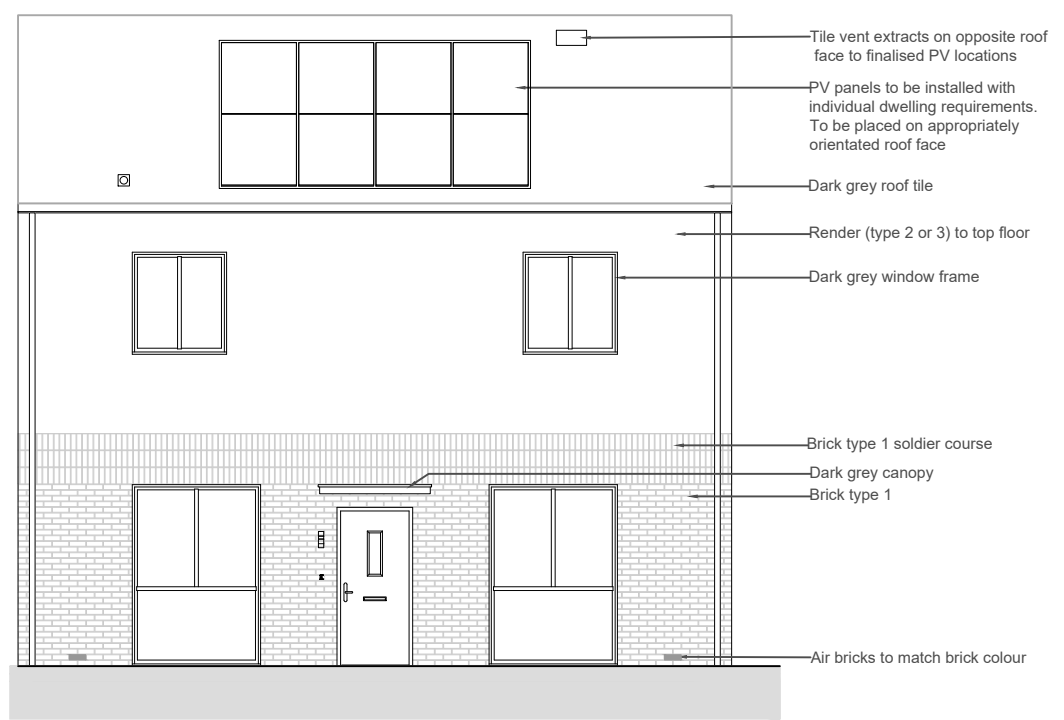 Tile vent extracts on opposite roof
face to finalised PV locations
PV panels to be installed with
individual dwelling requirements.
To be placed on appropriately
orientated roof face
Dark grey roof tile
Render (type 2 or 3) to top floor
Dark grey window frame
Brick type 1 soldier course
Dark grey canopy
Brick type 1
Air bricks to match brick colour